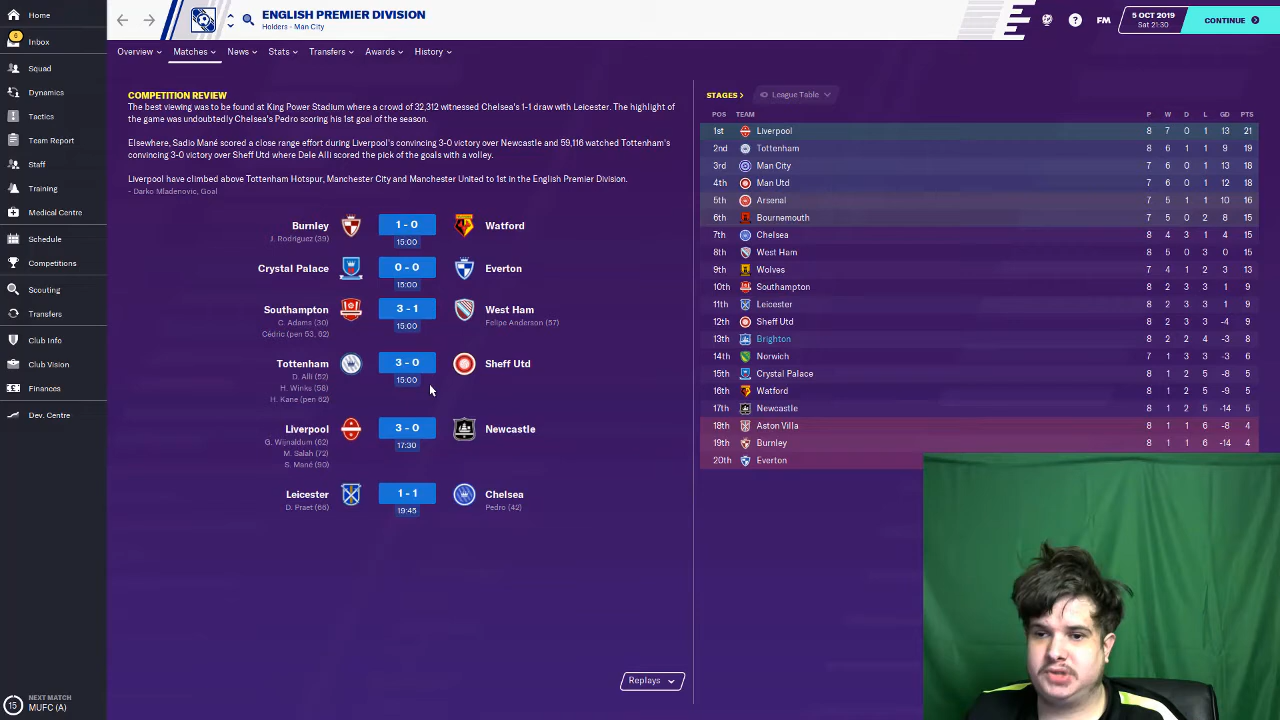 Home
ENGLISH PREMIER DIVISION
Holders - Man City
FM
5 OCT 2019
Sat 21:30
CONTINUE
6
Inbox
Squad
Dynamics
Tactics
Team Report
Staff
Training
Medical Centre
Schedule
Competitions
Scouting
Transfers
Club Info
Club Vision
Finances
Dev. Centre
15
NEXT MATCH
MUFC (A)
Overview Matches News Stats Transfers Awards History
COMPETITION REVIEW
The best viewing was to be found at King Power Stadium where a crowd of 32,312 witnessed Chelsea's 1-1 draw with Leicester. The highlight
of the game was undoubtedly Chelsea's Pedro scoring his 1st goal of the season.
Elsewhere, Sadio Mané scored a close range effort during Liverpool's convincing 3-0 victory over Newcastle and 59,116 watched Tottenham's
convincing 3-0 victory over Sheff Utd where Dele Alli scored the pick of the goals with a volley.
Liverpool have climbed above Tottenham Hotspur, Manchester City and Manchester United to 1st in the English Premier Division.
- Darko Mladenovic, Goal
Burnley 1 - 0 Watford
J. Rodriguez (39) 15:00
Crystal Palace 0 - 0 Everton
15:00
Southampton 3 - 1 West Ham
C. Adams (30) 15:00 Felipe Anderson (57)
Cédric (pen 53, 62)
Tottenham 3 - 0 Sheff Utd
D. Alli (52) 15:00
H. Winks (58)
H. Kane (pen 62)
Liverpool 3 - 0 Newcastle
G. Wijnaldum (62) 17:30
M. Salah (72)
S. Mané (90)
Leicester 1 - 1 Chelsea
D. Praet (66) 19:45 Pedro (42)
Replays
STAGES > League Table
POS TEAM P W D L GD PTS
1st Liverpool 8 7 0 1 13 21
2nd Tottenham 8 6 1 1 9 19
3rd Man City 7 6 0 1 13 18
4th Man Utd 7 6 0 1 12 18
5th Arsenal 7 5 1 1 10 16
6th Bournemouth 7 5 0 2 8 15
7th Chelsea 8 4 3 1 4 15
8th West Ham 8 5 0 3 0 15
9th Wolves 7 4 1 2 3 13
10th Southampton 8 2 3 3 1 9
11th Leicester 8 2 3 3 1 9
12th Sheff Utd 8 2 3 3 -4 9
13th Brighton 8 2 2 4 -3 8
14th Norwich 7 1 3 3 -3 6
15th Crystal Palace 8 1 2 5 -8 5
16th Watford 8 1 2 5 -9 5
17th Newcastle 8 1 2 5 -14 5
18th Aston Villa 8 1 1 6 -8 4
19th Burnley 8 1 1 6 -14 4
20th Everton